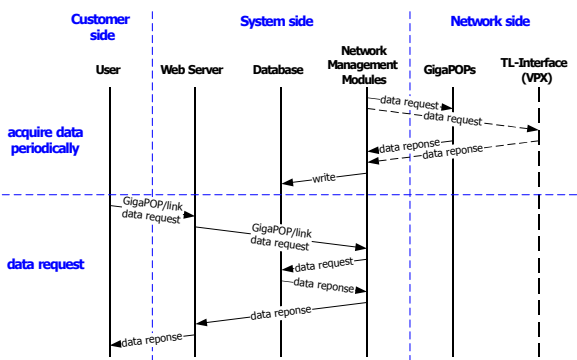 Customer
side
System side
Network side
User
Web Server
Database
Network
Management
Modules
GigaPOPs
TL-Interface
(VPX)
acquire data
periodically
data request
data request
data reponse
data reponse
write
GigaPOP/link
data request
GigaPOP/link
data request
data request
data request
data reponse
data reponse
data reponse